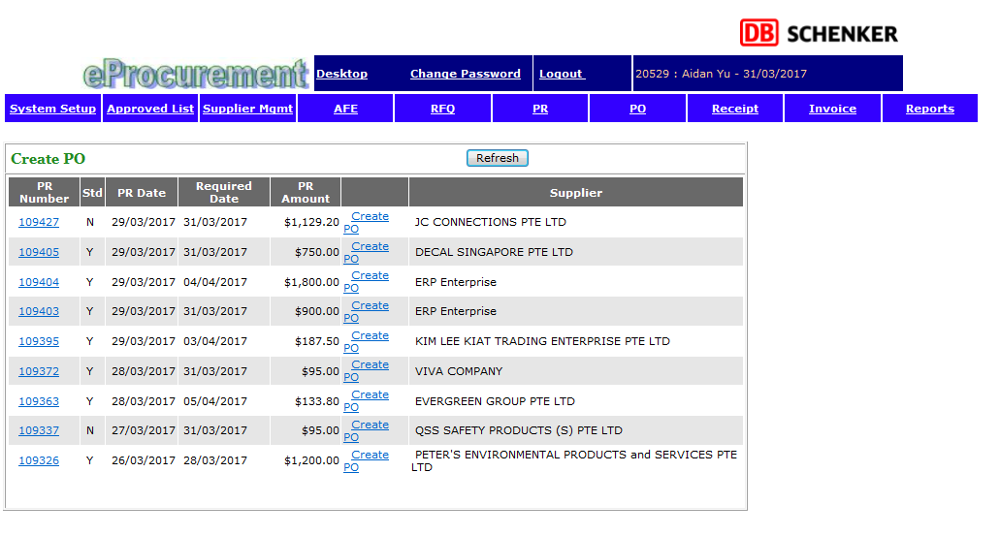 DB SCHENKER
eProcurement Desktop Change Password Logout 20529 : Aidan Yu - 31/03/2017
System Setup Approved List Supplier Mgmt AFE RFQ PR PO Receipt Invoice Reports
Create PO Refresh
PR Number Std PR Date Required Date PR Amount Supplier
109427 N 29/03/2017 31/03/2017 $1,129.20 Create PO JC CONNECTIONS PTE LTD
109405 Y 29/03/2017 31/03/2017 $750.00 Create PO DECAL SINGAPORE PTE LTD
109404 Y 29/03/2017 04/04/2017 $1,800.00 Create PO ERP Enterprise
109403 Y 29/03/2017 31/03/2017 $900.00 Create PO ERP Enterprise
109395 Y 29/03/2017 03/04/2017 $187.50 Create PO KIM LEE KIAT TRADING ENTERPRISE PTE LTD
109372 Y 28/03/2017 31/03/2017 $95.00 Create PO VIVA COMPANY
109363 Y 28/03/2017 05/04/2017 $133.80 Create PO EVERGREEN GROUP PTE LTD
109337 N 27/03/2017 31/03/2017 $95.00 Create PO QSS SAFETY PRODUCTS (S) PTE LTD
109326 Y 26/03/2017 28/03/2017 $1,200.00 Create PO PETER'S ENVIRONMENTAL PRODUCTS and SERVICES PTE LTD